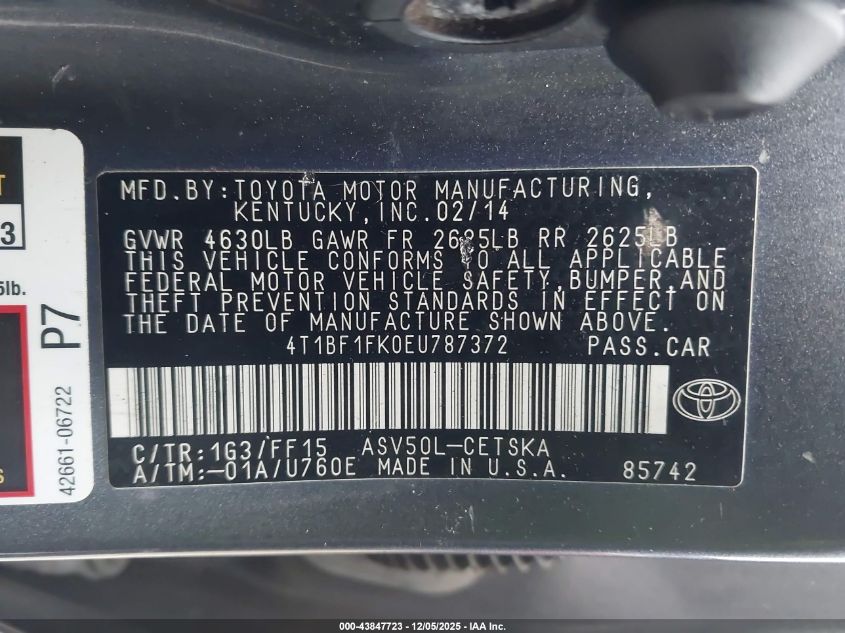 MFD.BY:TOYOTA MOTOR MANUFACTURING,
KENTUCKY,INC.02/14
GVWR 4630LB GAWR FR 2695LB RR 2625LB
THIS VEHICLE CONFORMS TO ALL APPLICABLE
FEDERAL MOTOR VEHICLE SAFETY,BUMPER,AND
THEFT PREVENTION STANDARDS IN EFFECT ON
THE DATE OF MANUFACTURE SHOWN ABOVE.
4T1BF1FK0EU787372 PASS.CAR
C/TR:1G3/FF15 ASV50L-CETSKA
A/TM:-01A/U760E MADE IN U.S.A. 85742
T
3
5lb.
S
P7
42661-06722
000-43847723 - 12/05/2025 - IAA Inc.